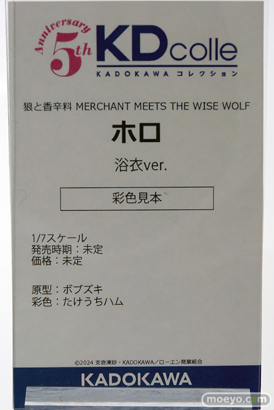 Anniversary
5th
KDcolle
KADOKAWA コレクション
狼と香辛料 MERCHANT MEETS THE WISE WOLF
ホロ
浴衣ver.
彩色見本
1/7スケール
発売時期：未定
価格：未定
原型：ボブズキ
彩色：たけうちハム
©2024 支倉凍砂・KADOKAWA／ローエン商業組合
KADOKAWA
moeyo.com